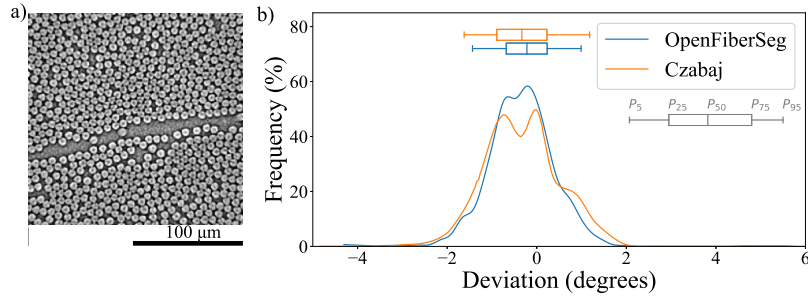 a)
100 μm
b)
80
60
40
20
0
Frequency (%)
−4
−2
0
2
4
6
Deviation (degrees)
OpenFiberSeg
Czabaj
P5 P25 P50 P75 P95